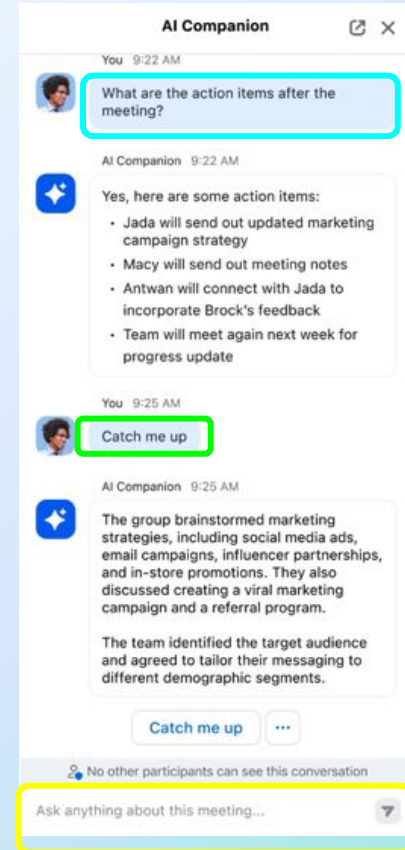 AI Companion
You 9:22 AM
What are the action items after the
meeting?
AI Companion 9:22 AM
Yes, here are some action items:
• Jada will send out updated marketing
campaign strategy
• Macy will send out meeting notes
• Antwan will connect with Jada to
incorporate Brock's feedback
• Team will meet again next week for
progress update
You 9:25 AM
Catch me up
AI Companion 9:25 AM
The group brainstormed marketing
strategies, including social media ads,
email campaigns, influencer partnerships,
and in-store promotions. They also
discussed creating a viral marketing
campaign and a referral program.
The team identified the target audience
and agreed to tailor their messaging to
different demographic segments.
Catch me up ...
No other participants can see this conversation
Ask anything about this meeting...